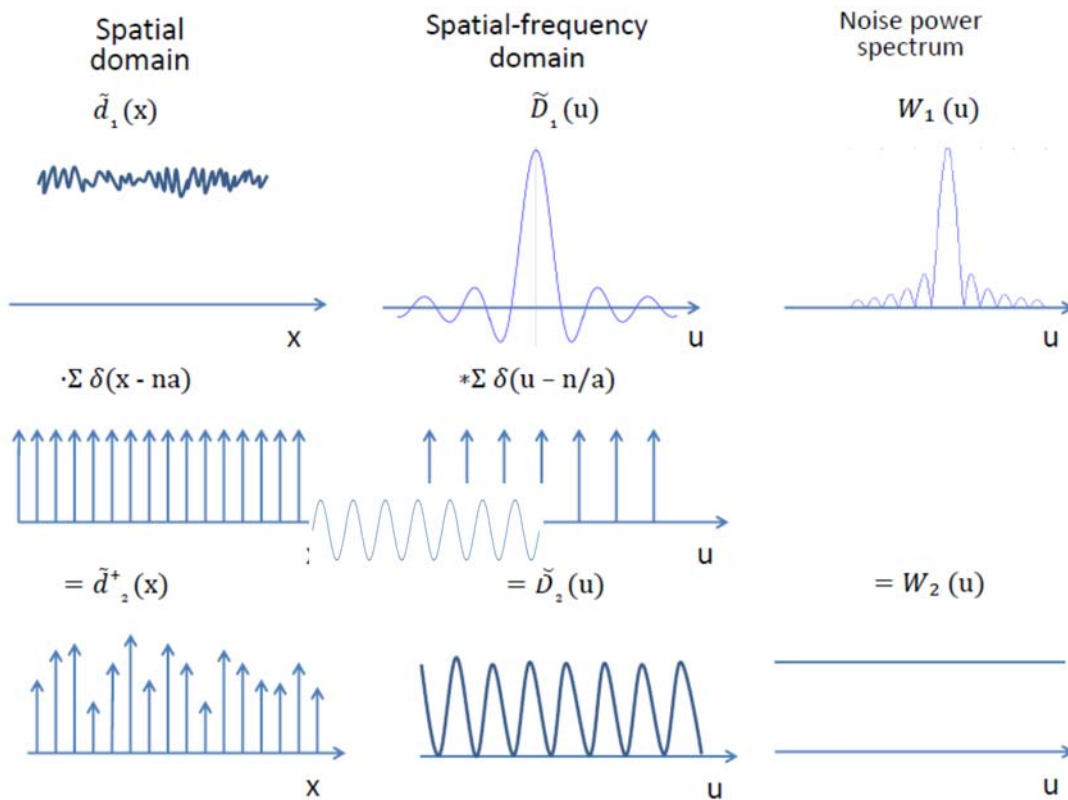 Spatial
domain
Spatial-frequency
domain
Noise power
spectrum
d̃₁(x)
D̃₁(u)
W₁(u)
x
u
u
·Σ δ(x - na)
*Σ δ(u – n/a)
u
= d̃⁺₂(x)
= D̆₂(u)
= W₂(u)
x
u
u